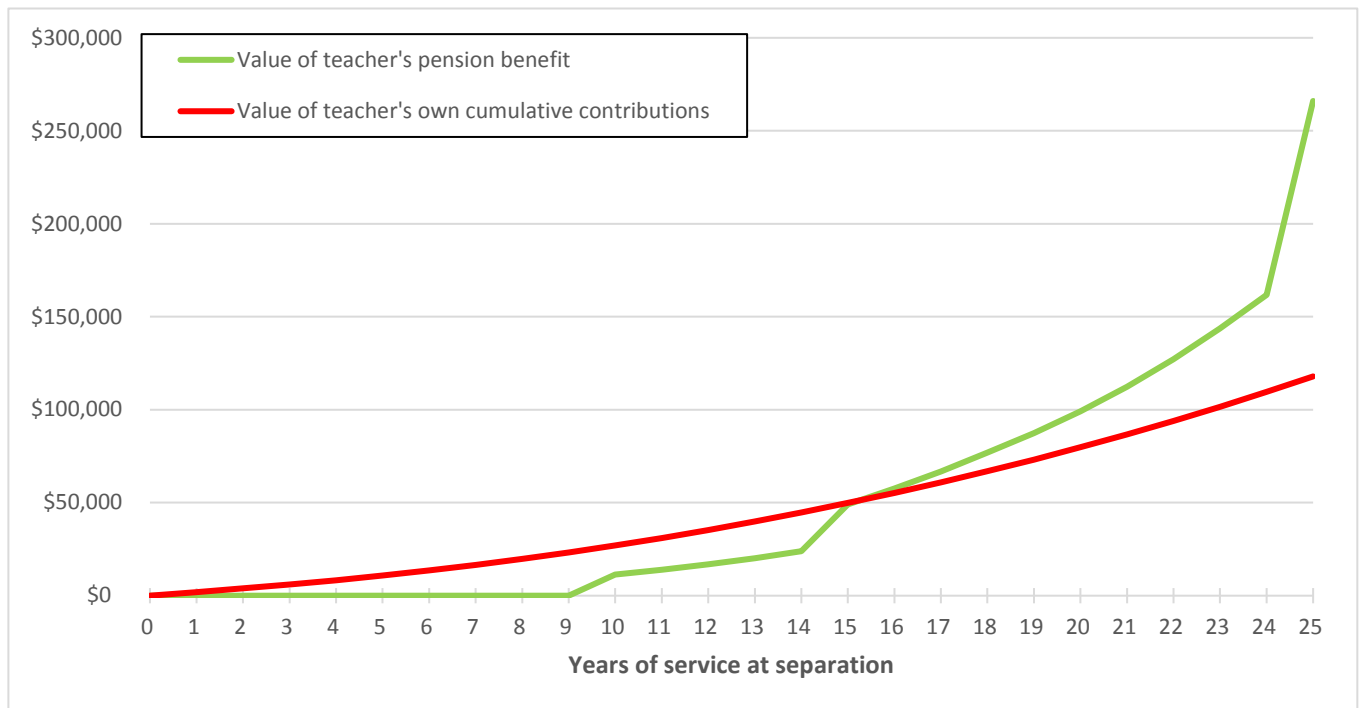 $300,000
Value of teacher's pension benefit
Value of teacher's own cumulative contributions
$250,000
$200,000
$150,000
$100,000
$50,000
$0
0 1 2 3 4 5 6 7 8 9 10 11 12 13 14 15 16 17 18 19 20 21 22 23 24 25
Years of service at separation